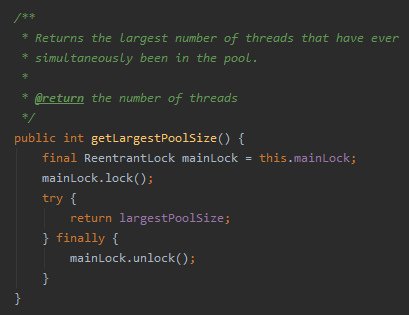 /**
 * Returns the largest number of threads that have ever
 * simultaneously been in the pool.
 *
 * @return the number of threads
 */
public int getLargestPoolSize() {
    final ReentrantLock mainLock = this.mainLock;
    mainLock.lock();
    try {
        return largestPoolSize;
    } finally {
        mainLock.unlock();
    }
}